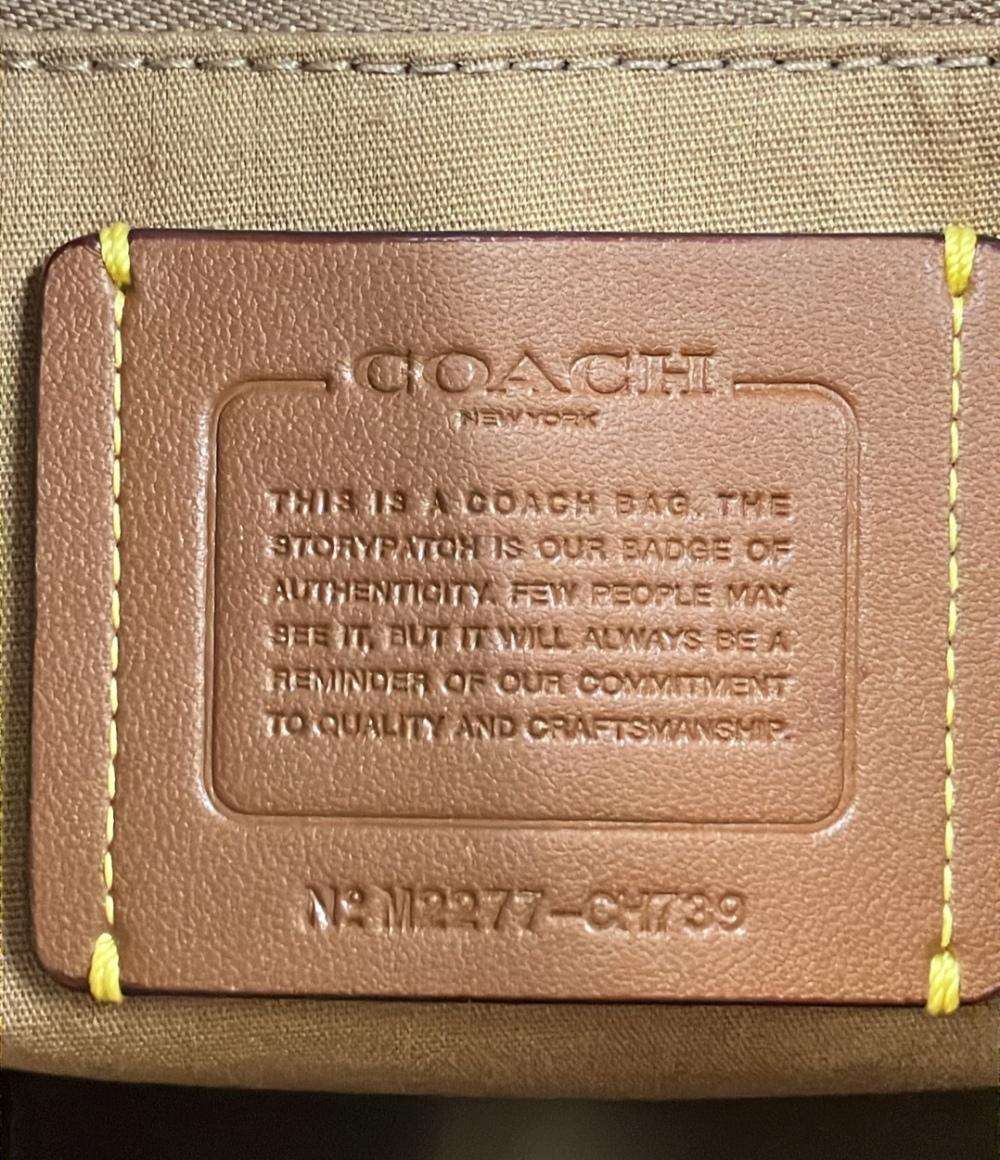 COACH
NEW YORK
THIS IS A COACH BAG. THE
STORYPATCH IS OUR BADGE OF
AUTHENTICITY. FEW PEOPLE MAY
SEE IT, BUT IT WILL ALWAYS BE A
REMINDER OF OUR COMMITMENT
TO QUALITY AND CRAFTSMANSHIP.
Nº M2277-CH739